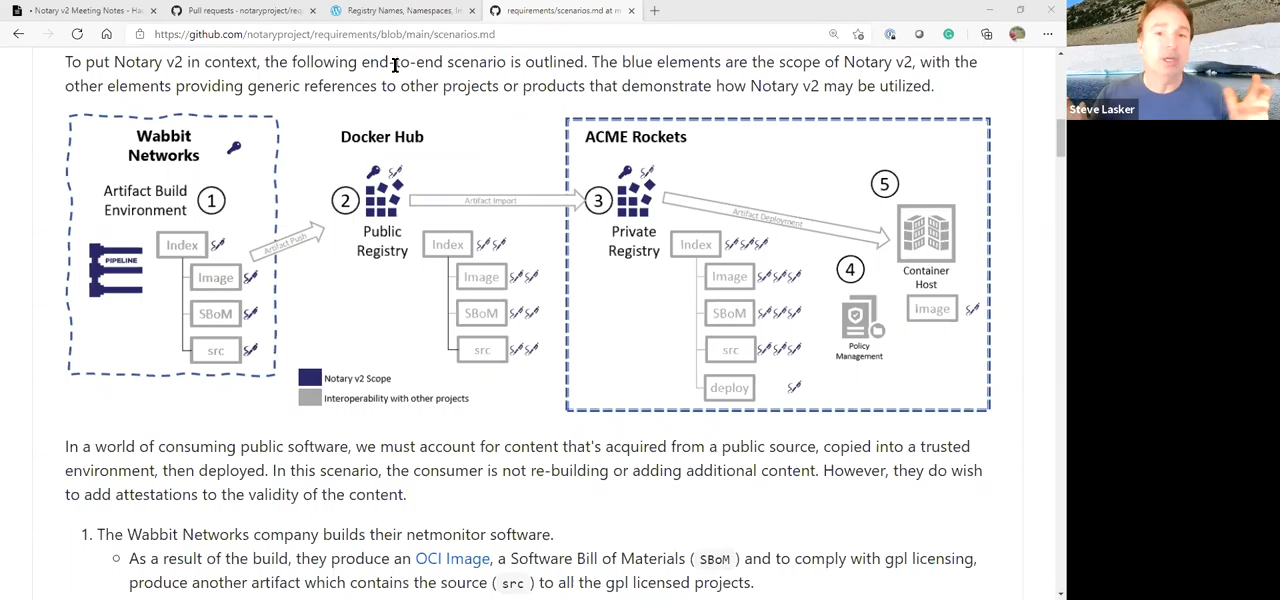 • Notary v2 Meeting Notes - Hac
Pull requests · notaryproject/req
Registry Names, Namespaces, In
requirements/scenarios.md at m
https://github.com/notaryproject/requirements/blob/main/scenarios.md
Steve Lasker
To put Notary v2 in context, the following end-to-end scenario is outlined. The blue elements are the scope of Notary v2, with the
other elements providing generic references to other projects or products that demonstrate how Notary v2 may be utilized.
Wabbit
Networks
Artifact Build
Environment
1
PIPELINE
Index
Image
SBoM
src
Artifact Push
Docker Hub
2
Public
Registry
Index
Image
SBoM
src
Artifact Import
ACME Rockets
3
Private
Registry
Index
Image
SBoM
src
deploy
Artifact Deployment
4
Policy
Management
5
Container
Host
Image
Notary v2 Scope
Interoperability with other projects
In a world of consuming public software, we must account for content that's acquired from a public source, copied into a trusted
environment, then deployed. In this scenario, the consumer is not re-building or adding additional content. However, they do wish
to add attestations to the validity of the content.
1. The Wabbit Networks company builds their netmonitor software.
○ As a result of the build, they produce an OCI Image, a Software Bill of Materials ( SBoM ) and to comply with gpl licensing,
produce another artifact which contains the source ( src ) to all the gpl licensed projects.